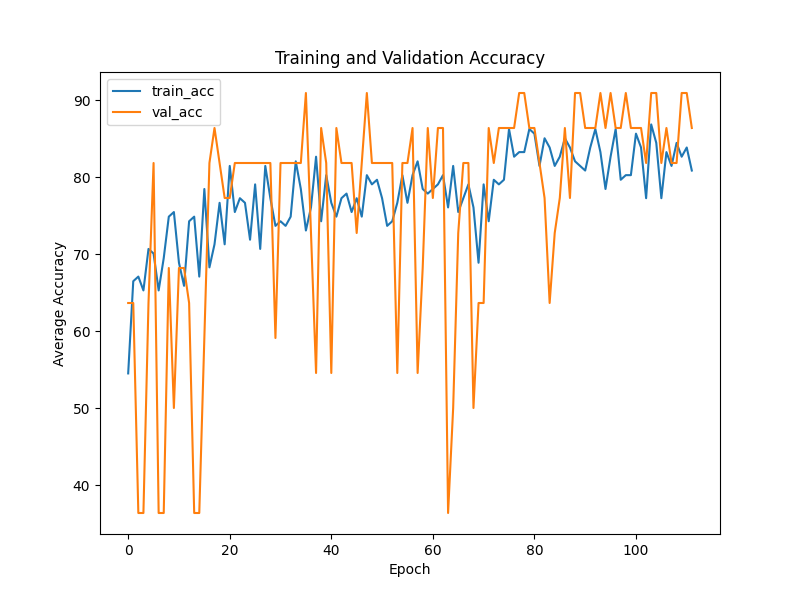 Training and Validation Accuracy
train_acc
val_acc
90
80
70
60
50
40
Average Accuracy
0 20 40 60 80 100
Epoch